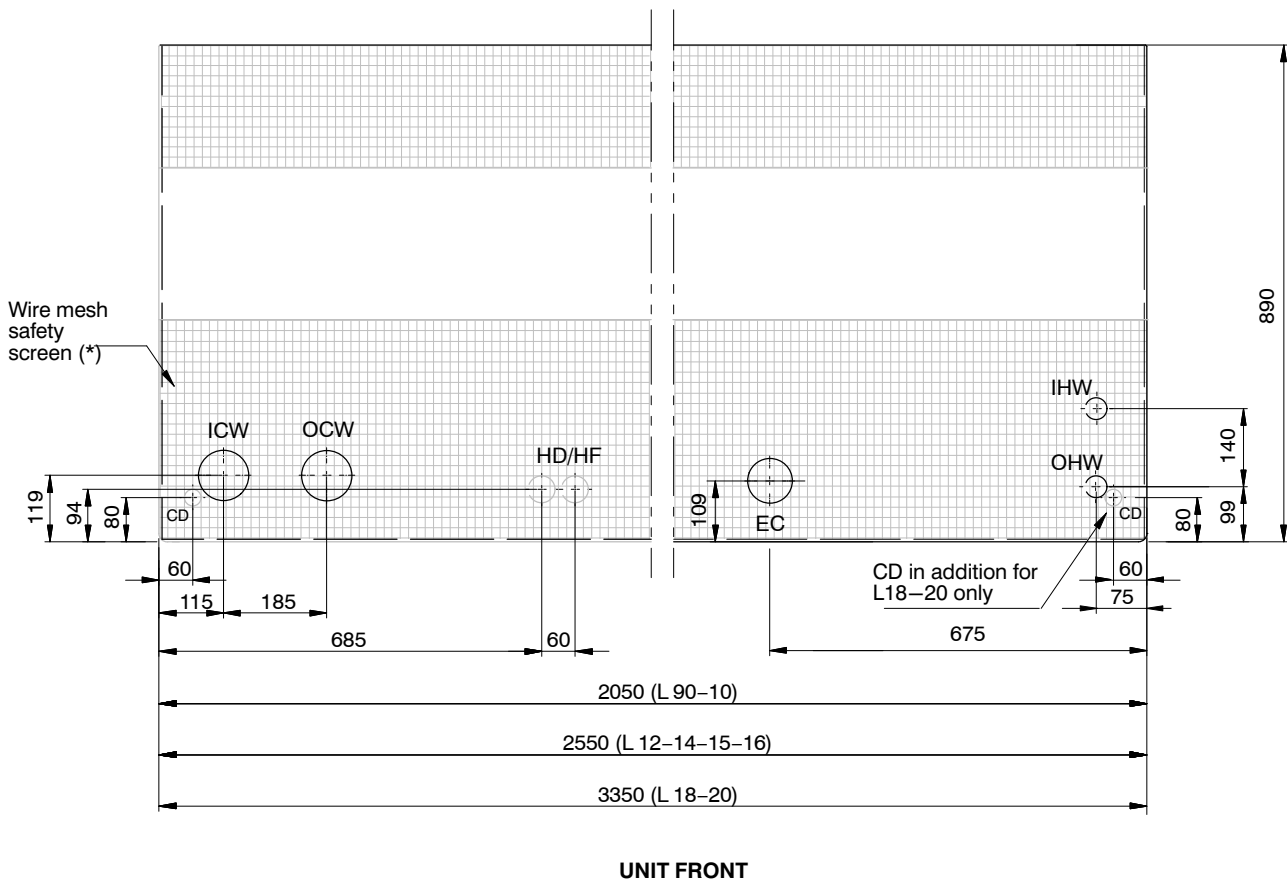 890
Wire mesh
safety
screen (*)
IHW
ICW
OCW
140
HD/HF
OHW
119
94
80
CD
109
EC
CD
80
99
60
CD in addition for
L18–20 only
60
115
185
75
685
60
675
2050 (L 90–10)
2550 (L 12–14–15–16)
3350 (L 18–20)
UNIT FRONT